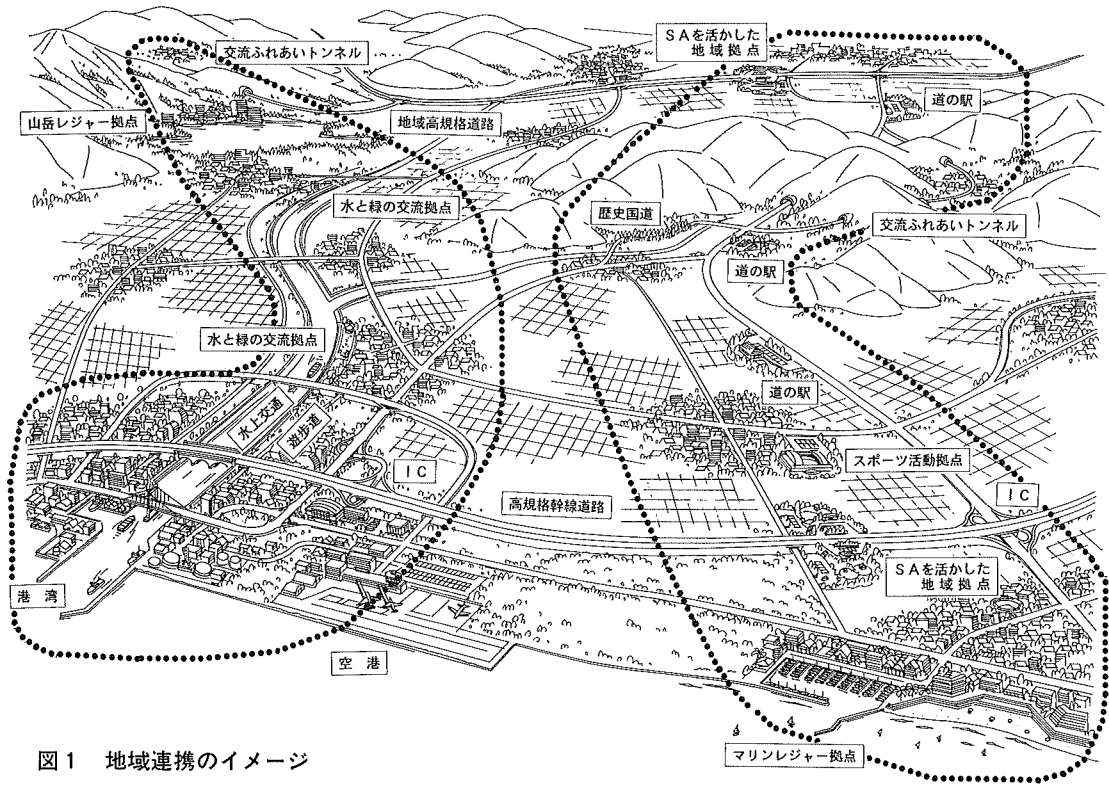 交流ふれあいトンネル
SAを活かした
地域拠点
山岳レジャー拠点
地域高規格道路
道の駅
水と緑の交流拠点
歴史国道
交流ふれあいトンネル
道の駅
水と緑の交流拠点
道の駅
水上交通
遊歩道
IC
スポーツ活動拠点
IC
高規格幹線道路
SAを活かした
地域拠点
港湾
空港
マリンレジャー拠点
図1 地域連携のイメージ